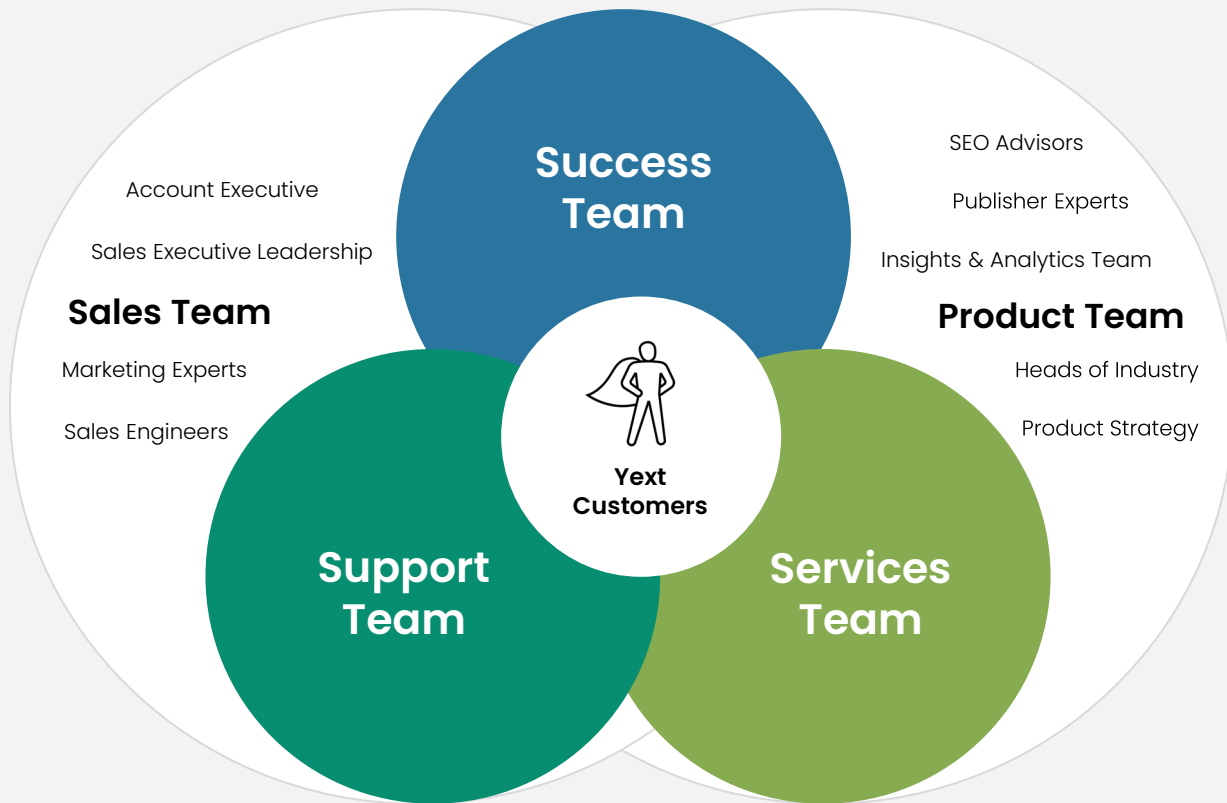 Success
Team
Account Executive
Sales Executive Leadership
Sales Team
Marketing Experts
Sales Engineers
SEO Advisors
Publisher Experts
Insights & Analytics Team
Product Team
Heads of Industry
Product Strategy
Yext
Customers
Support
Team
Services
Team